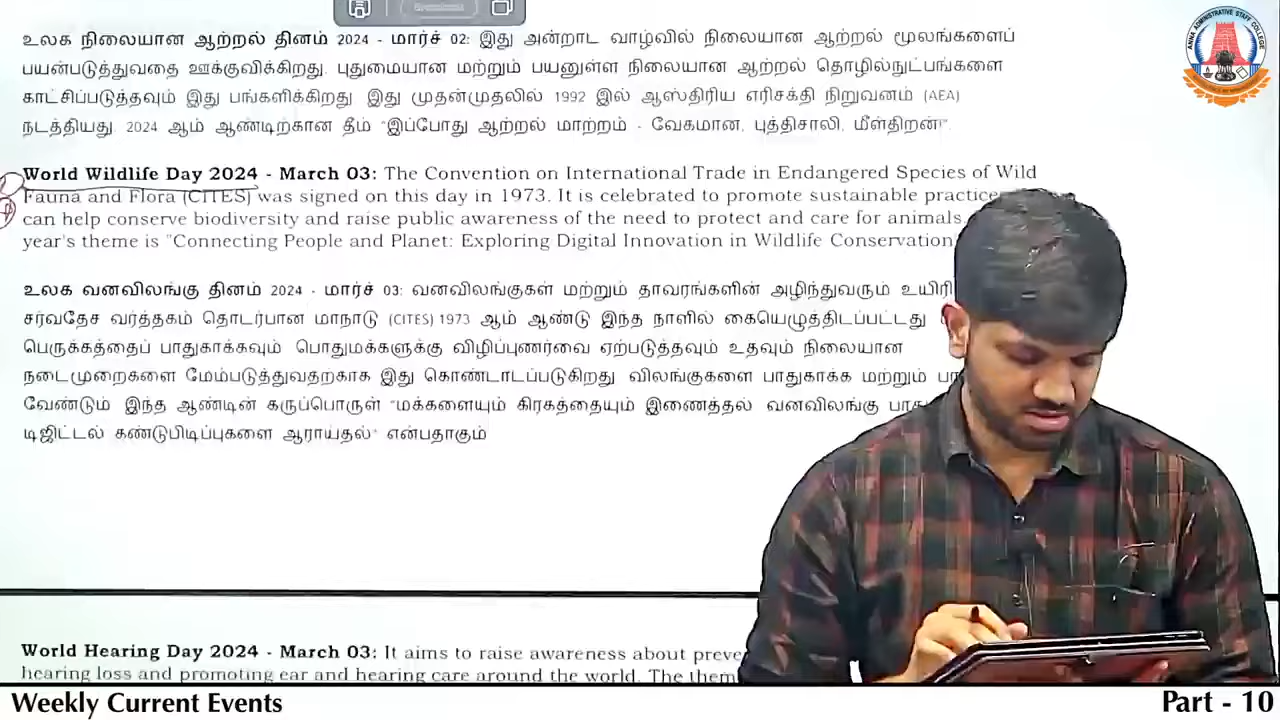 உலக நிலையான ஆற்றல் தினம் 2024 - மார்ச் 02: இது அன்றாட வாழ்வில் நிலையான ஆற்றல் மூலங்களைப்
பயன்படுத்துவதை ஊக்குவிக்கிறது. புதுமையான மற்றும் பயனுள்ள நிலையான ஆற்றல் தொழில்நுட்பங்களை
காட்சிப்படுத்தவும் இது பங்களிக்கிறது. இது முதன்முதலில் 1992 இல் ஆஸ்திரிய எரிசக்தி நிறுவனம் (AEA)
நடத்தியது. 2024 ஆம் ஆண்டிற்கான தீம் "இப்போது ஆற்றல் மாற்றம் - வேகமான, புத்திசாலி, மீள்திறன்!".
World Wildlife Day 2024 - March 03: The Convention on International Trade in Endangered Species of Wild
Fauna and Flora (CITES) was signed on this day in 1973. It is celebrated to promote sustainable practice
can help conserve biodiversity and raise public awareness of the need to protect and care for animals.
year's theme is "Connecting People and Planet: Exploring Digital Innovation in Wildlife Conservation
உலக வனவிலங்கு தினம் 2024 - மார்ச் 03: வனவிலங்குகள் மற்றும் தாவரங்களின் அழிந்துவரும்
சர்வதேச வர்த்தகம் தொடர்பான மாநாடு (CITES) 1973 ஆம் ஆண்டு இந்த நாளில் கையெழுத்திடப்பட்டது
பெருக்கத்தைப் பாதுகாக்கவும் பொதுமக்களுக்கு விழிப்புணர்வை ஏற்படுத்தவும் உதவும் நிலையான
நடைமுறைகளை மேம்படுத்துவதற்காக இது கொண்டாடப்படுகிறது. விலங்குகளை பாதுகாக்க மற்றும்
வேண்டும் இந்த ஆண்டின் கருப்பொருள் "மக்களையும் கிரகத்தையும் இணைத்தல் வனவிலங்கு
டிஜிட்டல் கண்டுபிடிப்புகளை ஆராய்தல்" என்பதாகும்
World Hearing Day 2024 - March 03: It aims to raise awareness about
hearing loss and promoting ear and hearing care around the world. The
Weekly Current Events
Part - 10
ANNA ADMINISTRATIVE STAFF COLLEGE